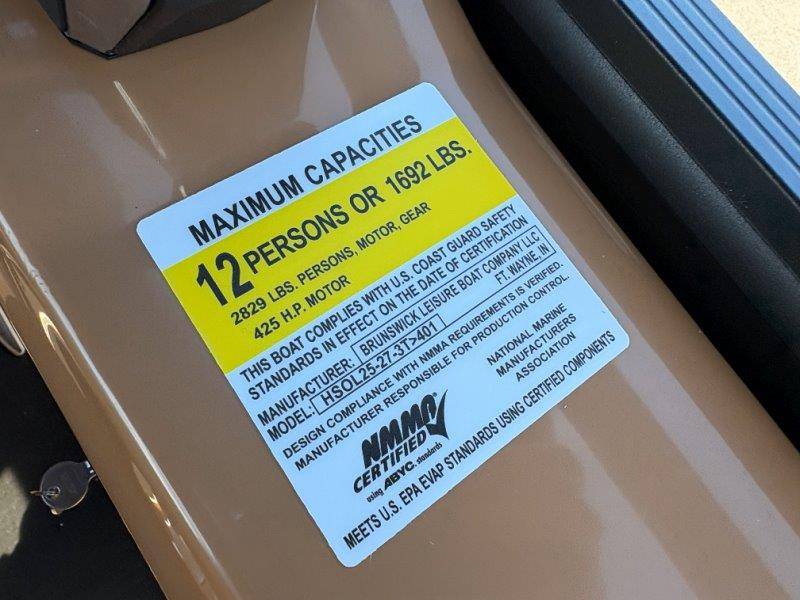 MAXIMUM CAPACITIES
12 PERSONS OR 1692 LBS.
2829 LBS. PERSONS, MOTOR, GEAR
425 H.P. MOTOR
THIS BOAT COMPLIES WITH U.S. COAST GUARD SAFETY
STANDARDS IN EFFECT ON THE DATE OF CERTIFICATION
MANUFACTURER: BRUNSWICK LEISURE BOAT COMPANY LLC
FT. WAYNE, IN
MODEL: HSOL25-27-3T>401
DESIGN COMPLIANCE WITH NMMA REQUIREMENTS IS VERIFIED.
MANUFACTURER RESPONSIBLE FOR PRODUCTION CONTROL.
NMMA
CERTIFIED
using ABYC. standards
NATIONAL MARINE
MANUFACTURERS
ASSOCIATION
MEETS U.S. EPA EVAP STANDARDS USING CERTIFIED COMPONENTS